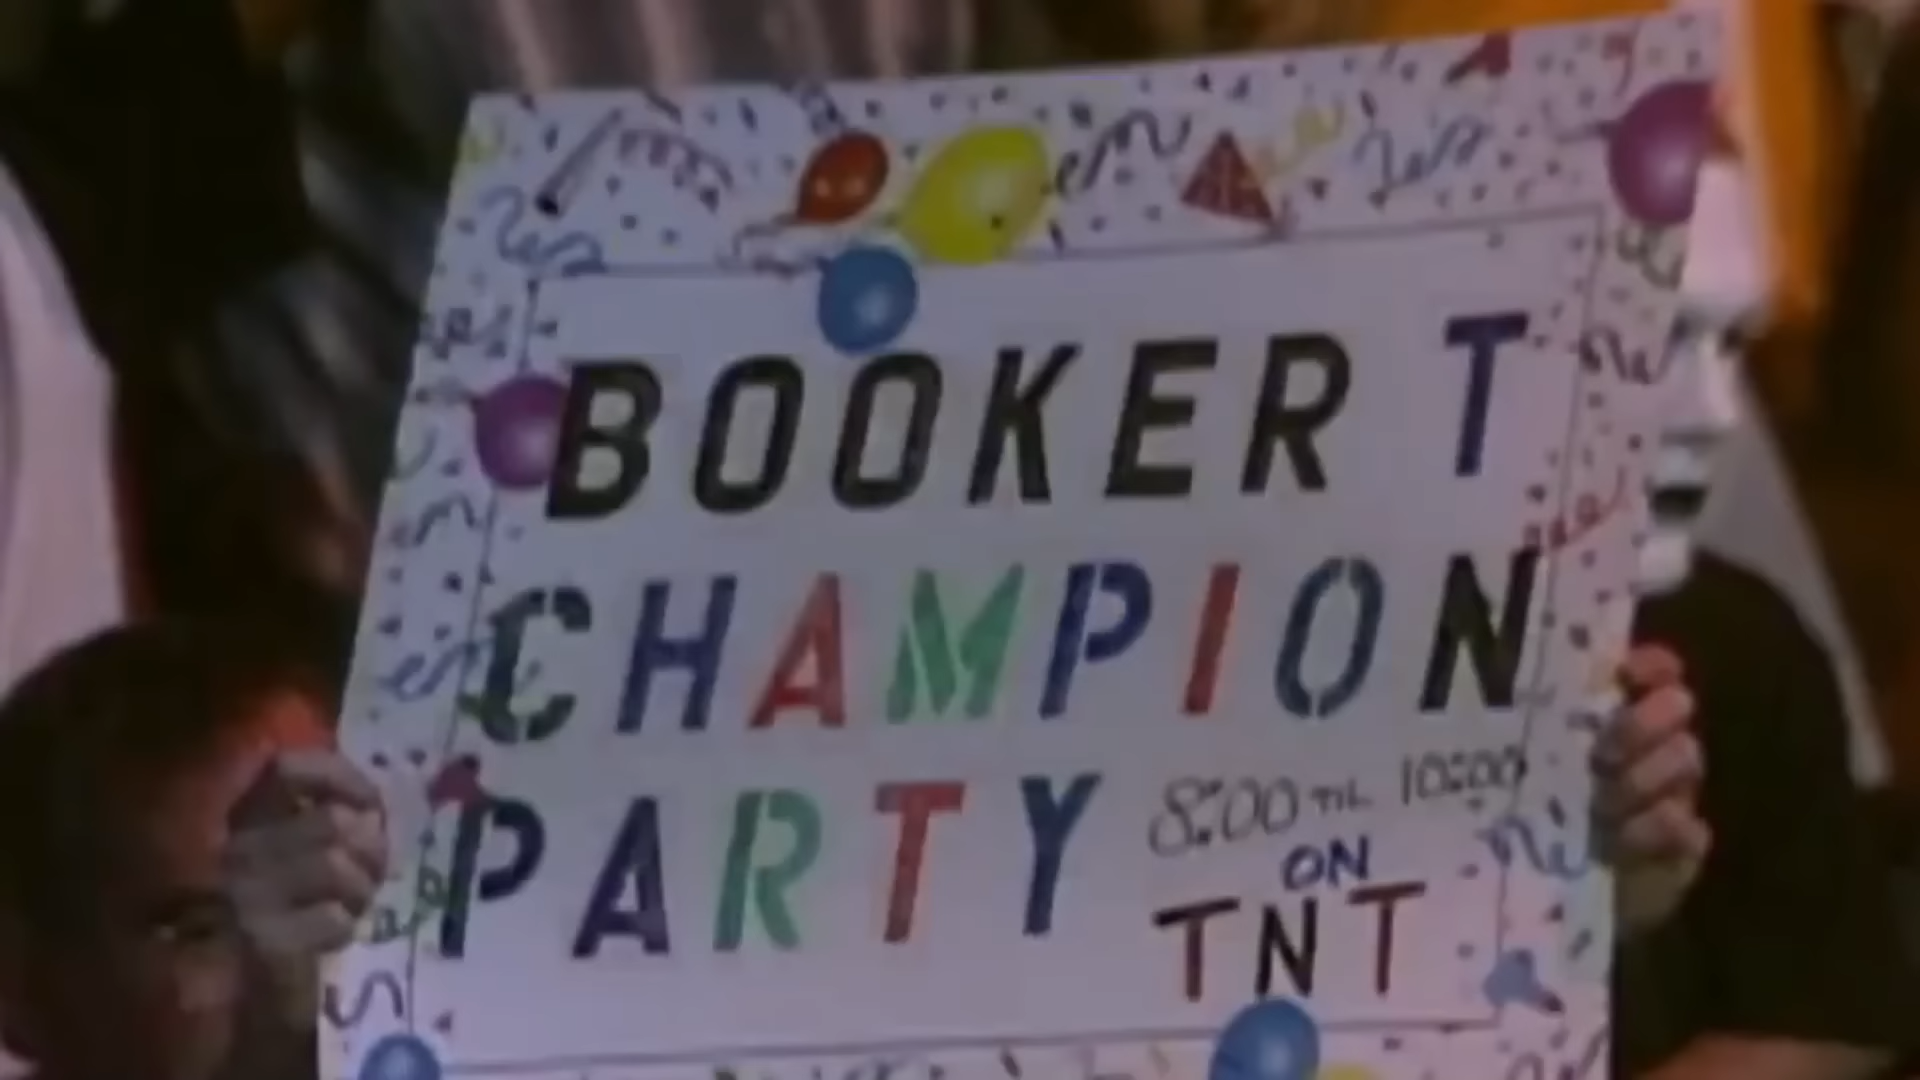 BOOKER T
CHAMPION
PARTY
8:00 TIL 10:00
ON
TNT